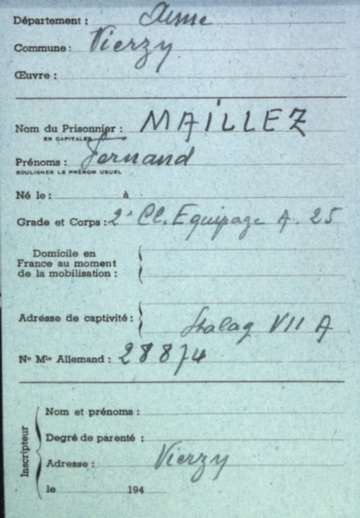 Département : Aisne
Commune : Vierzy
Œuvre :
Nom du Prisonnier : MAILLEZ
EN CAPITALES
Prénoms : Fernand
SOULIGNER LE PRÉNOM USUEL
Né le : à
Grade et Corps : 2e Cl. Equipage A. 25
Domicile en
France au moment
de la mobilisation :
Adresse de captivité : Stalag VII A
No Mle Allemand : 28874
Inscripteur
Nom et prénoms :
Degré de parenté :
Adresse : Vierzy
le 194